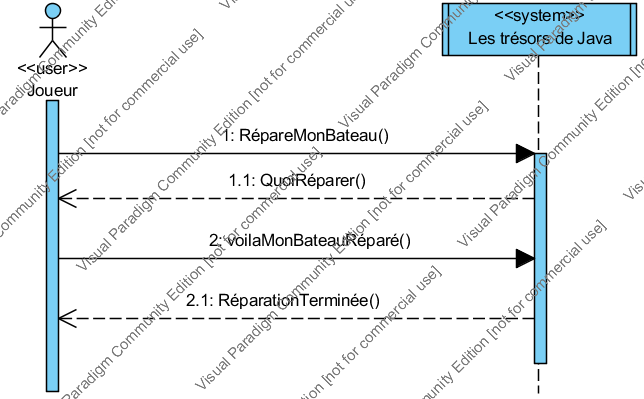 <<system>>
Les trésors de Java
<<user>>
Joueur
1: RépareMonBateau()
1.1: QuoiRéparer()
2: voilaMonBateauRéparé()
2.1: RéparationTerminée()
Visual Paradigm Community Edition [not for commercial use]